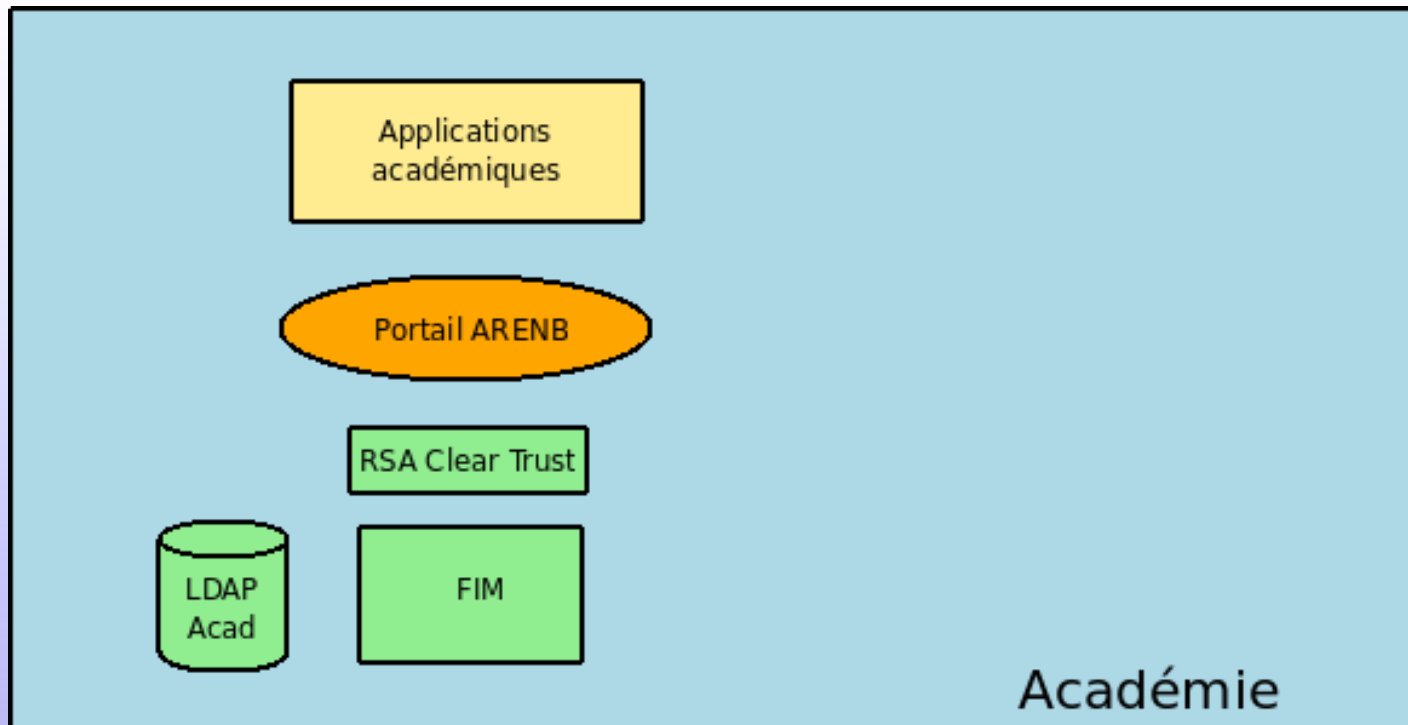 Applications
académiques
Portail ARENB
RSA Clear Trust
LDAP
Acad
FIM
Académie